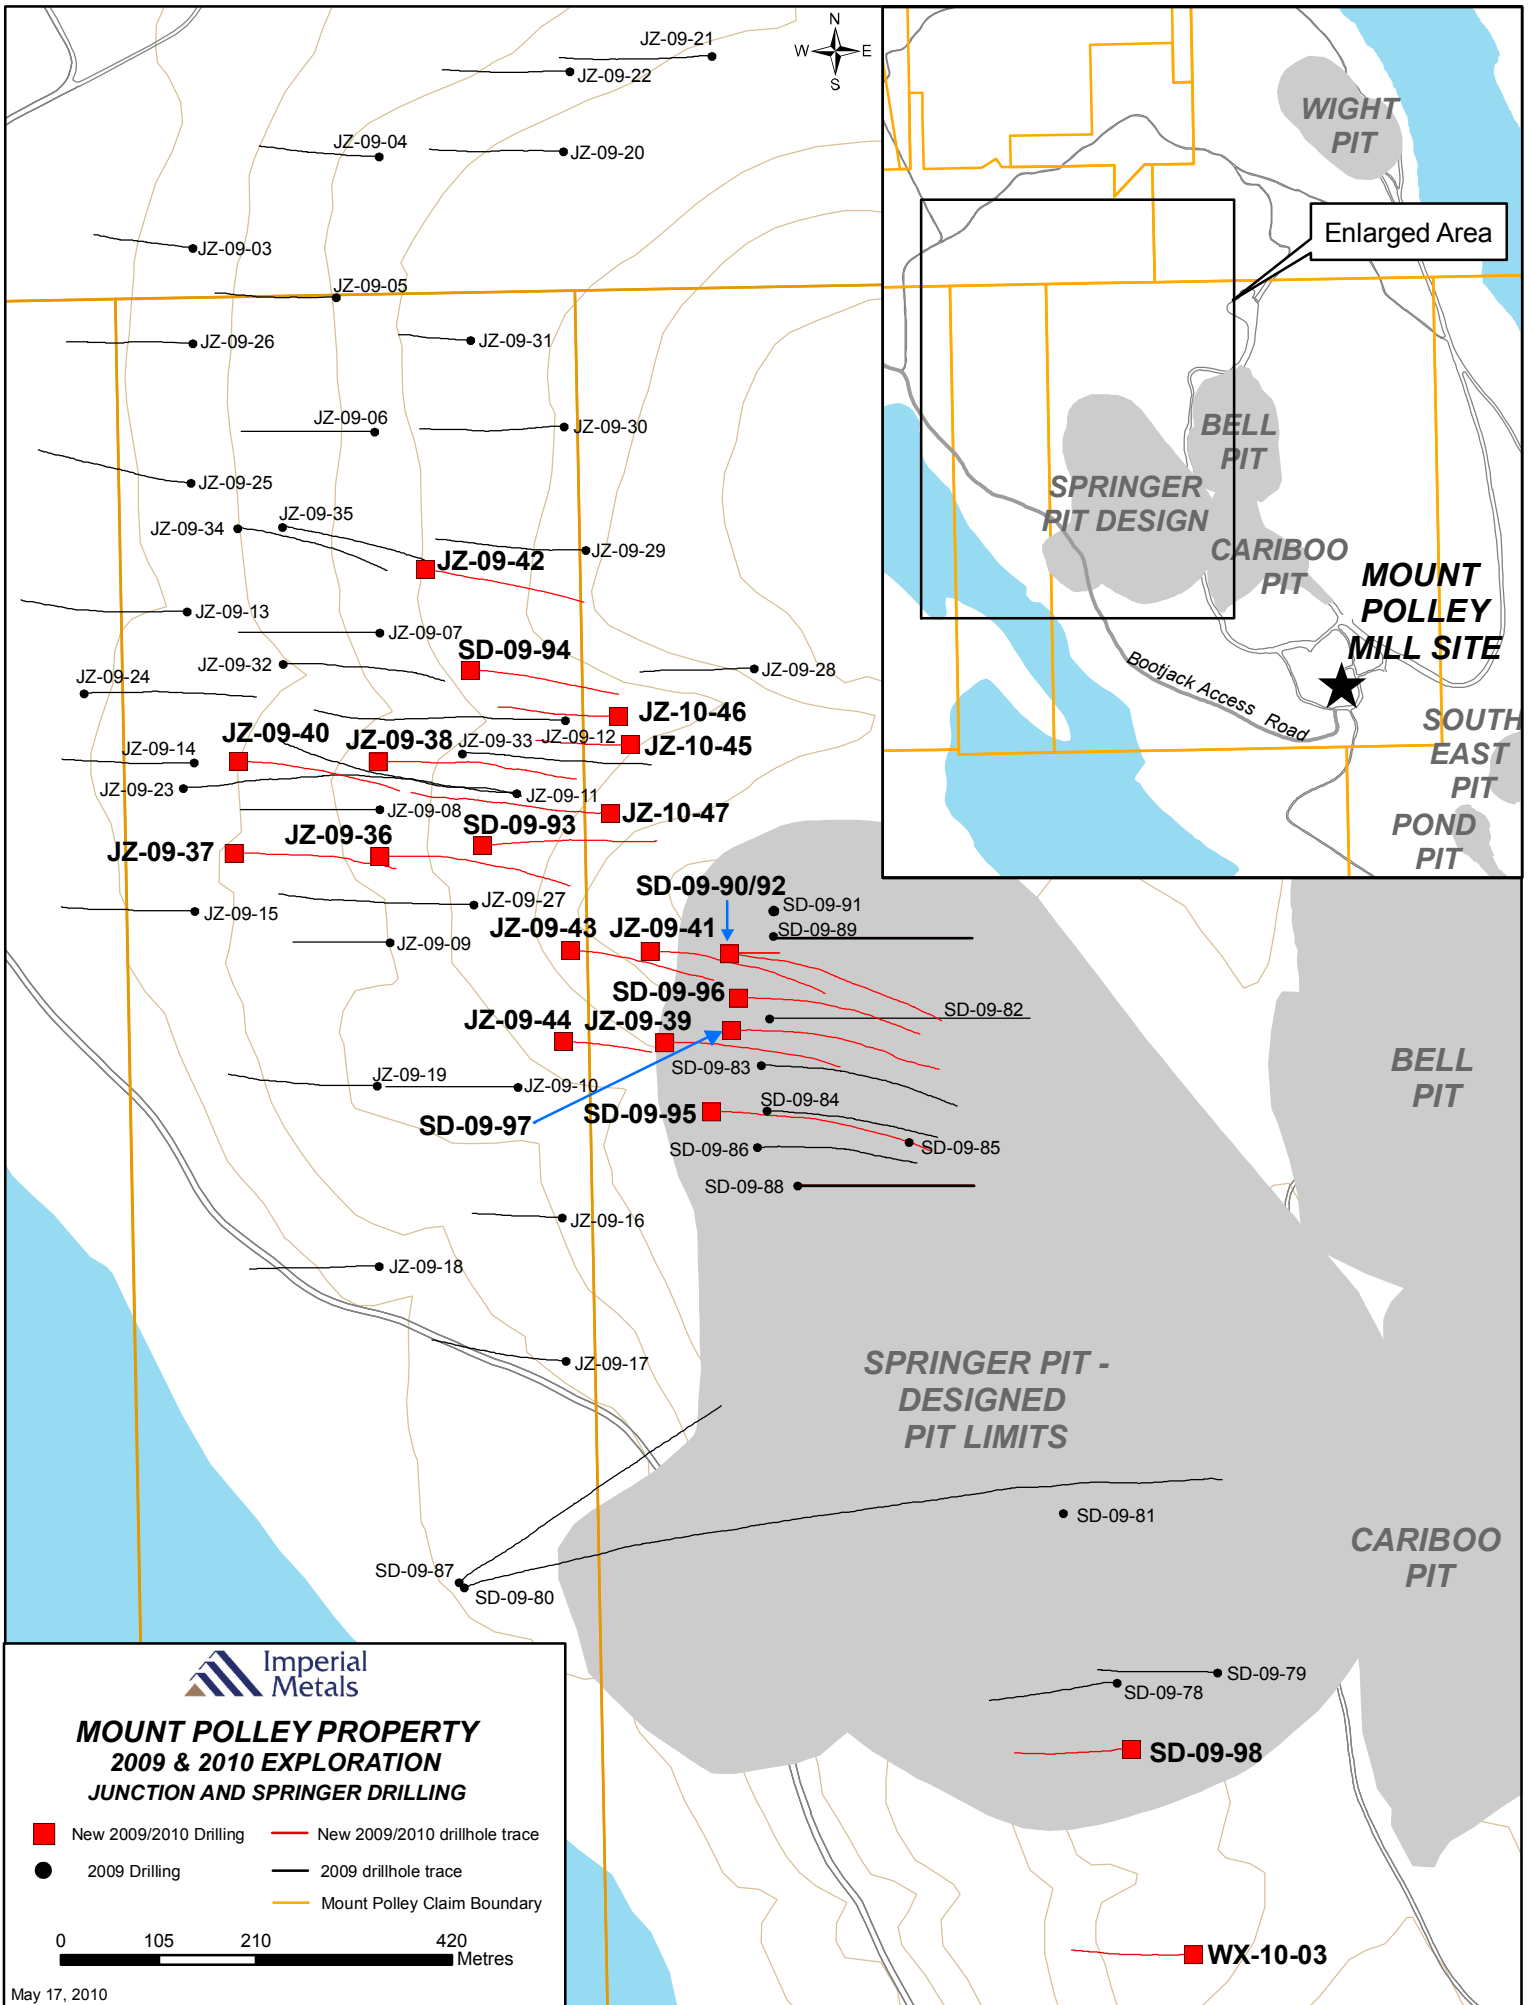 JZ-09-21
JZ-09-22
N
W
E
S
JZ-09-04
JZ-09-20
JZ-09-03
JZ-09-05
JZ-09-26
JZ-09-31
JZ-09-06
JZ-09-30
JZ-09-25
JZ-09-35
JZ-09-34
JZ-09-29
JZ-09-42
JZ-09-13
JZ-09-07
JZ-09-32
SD-09-94
JZ-09-28
JZ-09-24
JZ-10-46
JZ-09-12
JZ-09-40
JZ-09-38
JZ-09-33
JZ-10-45
JZ-09-14
JZ-09-23
JZ-09-11
JZ-09-08
JZ-10-47
SD-09-93
JZ-09-36
JZ-09-37
SD-09-90/92
JZ-09-27
JZ-09-15
SD-09-91
SD-09-89
JZ-09-43
JZ-09-41
JZ-09-09
SD-09-96
SD-09-82
JZ-09-44
JZ-09-39
SD-09-83
JZ-09-19
JZ-09-10
SD-09-84
SD-09-97
SD-09-95
SD-09-86
SD-09-85
SD-09-88
JZ-09-16
JZ-09-18
JZ-09-17
SPRINGER PIT -
DESIGNED
PIT LIMITS
BELL
PIT
CARIBOO
PIT
SD-09-81
SD-09-87
SD-09-80
SD-09-79
SD-09-78
SD-09-98
WX-10-03
WIGHT
PIT
Enlarged Area
BELL
PIT
SPRINGER
PIT DESIGN
CARIBOO
PIT
MOUNT
POLLEY
MILL SITE
Bootjack Access Road
SOUTH
EAST
PIT
POND
PIT
Imperial
Metals
MOUNT POLLEY PROPERTY
2009 & 2010 EXPLORATION
JUNCTION AND SPRINGER DRILLING
New 2009/2010 Drilling
New 2009/2010 drillhole trace
2009 Drilling
2009 drillhole trace
Mount Polley Claim Boundary
0 105 210 420
Metres
May 17, 2010